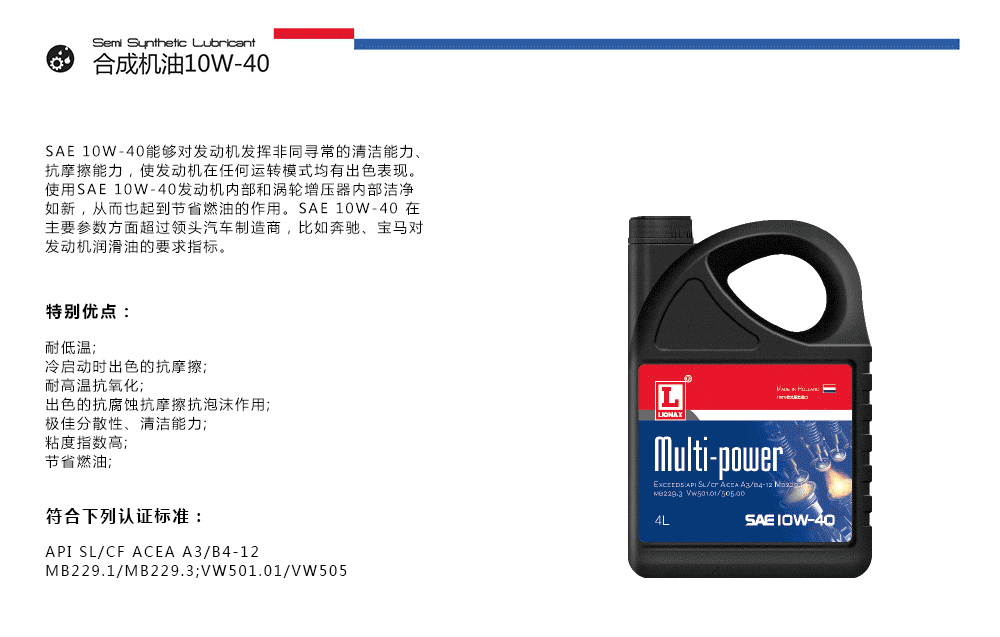 Semi Synthetic Lubricant
合成机油10W-40
SAE 10W-40能够对发动机发挥非同寻常的清洁能力、
抗摩擦能力，使发动机在任何运转模式均有出色表现。
使用SAE 10W-40发动机内部和涡轮增压器内部洁净
如新，从而也起到节省燃油的作用。SAE 10W-40 在
主要参数方面超过领头汽车制造商，比如奔驰、宝马对
发动机润滑油的要求指标。
特别优点：
耐低温;
冷启动时出色的抗摩擦;
耐高温抗氧化;
出色的抗腐蚀抗摩擦抗泡沫作用;
极佳分散性、清洁能力;
粘度指数高;
节省燃油;
符合下列认证标准：
API SL/CF ACEA A3/B4-12
MB229.1/MB229.3;VW501.01/VW505
L
®
LIONAX
MADE IN HOLLAND
Multi-power
EXCEEDS:API SL/CF ACEA A3/B4-12
MB229.3 VW501.01/505.00
4L
SAE 10W-40